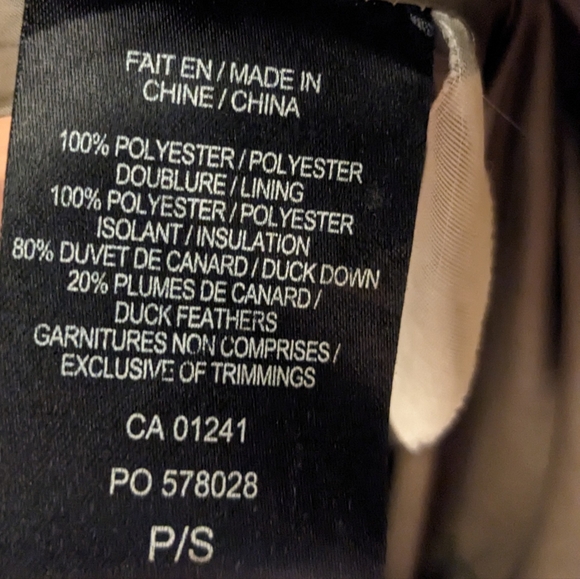 FAIT EN / MADE IN
CHINE / CHINA
100% POLYESTER / POLYESTER
DOUBLURE / LINING
100% POLYESTER / POLYESTER
ISOLANT / INSULATION
80% DUVET DE CANARD / DUCK DOWN
20% PLUMES DE CANARD /
DUCK FEATHERS
GARNITURES NON COMPRISES /
EXCLUSIVE OF TRIMMINGS
CA 01241
PO 578028
P/S